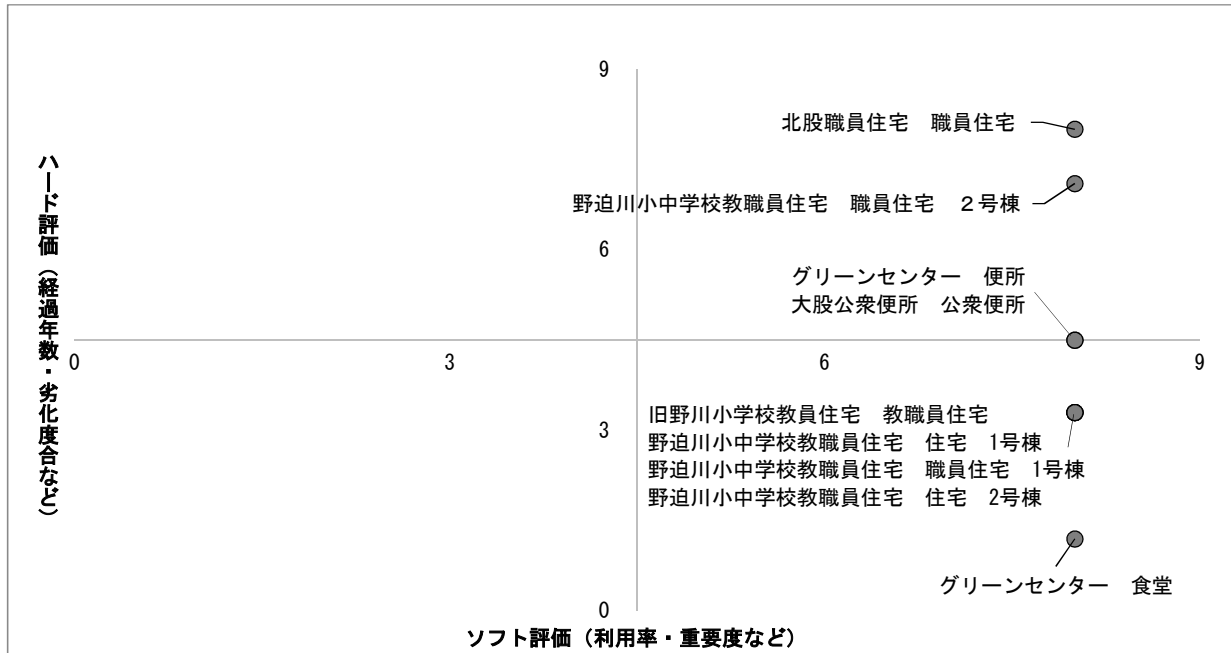 9
北股職員住宅　職員住宅
野迫川小中学校教職員住宅　職員住宅　２号棟
6
グリーンセンター　便所
大股公衆便所　公衆便所
ハード評価（経過年数・劣化度合など）
0
3
6
9
旧野川小学校教員住宅　教職員住宅
3
野迫川小中学校教職員住宅　住宅　1号棟
野迫川小中学校教職員住宅　職員住宅　1号棟
野迫川小中学校教職員住宅　住宅　2号棟
グリーンセンター　食堂
0
ソフト評価（利用率・重要度など）